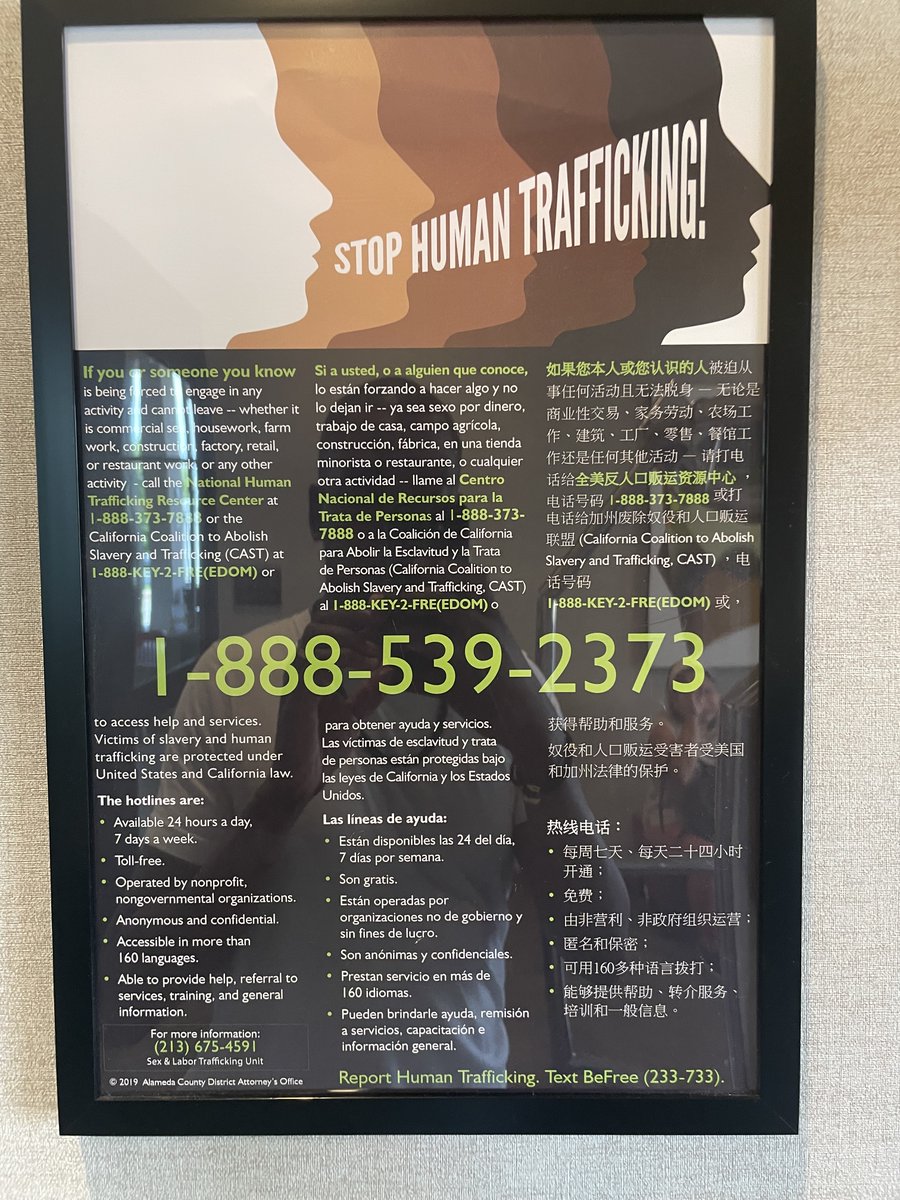 STOP HUMAN TRAFFICKING!
If you or someone you know
is being forced to engage in any
activity and cannot leave -- whether it
is commercial sex, housework, farm
work, construction, factory, retail,
or restaurant work, or any other
activity - call the National Human
Trafficking Resource Center at
1-888-373-7888 or the
California Coalition to Abolish
Slavery and Trafficking (CAST) at
1-888-KEY-2-FRE(EDOM) or
Si a usted, o a alguien que conoce,
lo están forzando a hacer algo y no
lo dejan ir -- ya sea sexo por dinero,
trabajo de casa, campo agrícola,
construcción, fábrica, en una tienda
minorista o restaurante, o cualquier
otra actividad -- llame al Centro
Nacional de Recursos para la
Trata de Personas al 1-888-373-
7888 o a la Coalición de California
para Abolir la Esclavitud y la Trata
de Personas (California Coalition to
Abolish Slavery and Trafficking, CAST)
al 1-888-KEY-2-FRE(EDOM) o
如果您本人或您认识的人被迫从
事任何活动且无法脱身 — 无论是
商业性交易、家务劳动、农场工
作、建筑、工厂、零售、餐馆工
作还是任何其他活动 — 请打电
话给全美反人口贩运资源中心，
电话号码 1-888-373-7888 或打
电话给加州废除奴役和人口贩运
联盟 (California Coalition to Abolish
Slavery and Trafficking, CAST) ，电
话号码
1-888-KEY-2-FRE(EDOM) 或，
1-888-539-2373
to access help and services.
Victims of slavery and human
trafficking are protected under
United States and California law.
The hotlines are:
• Available 24 hours a day,
7 days a week.
• Toll-free.
• Operated by nonprofit,
nongovernmental organizations.
• Anonymous and confidential.
• Accessible in more than
160 languages.
• Able to provide help, referral to
services, training, and general
information.
For more information:
(213) 675-4591
Sex & Labor Trafficking Unit
© 2019 Alameda County District Attorney's Office
para obtener ayuda y servicios.
Las víctimas de esclavitud y trata
de personas están protegidas bajo
las leyes de California y los Estados
Unidos.
Las líneas de ayuda:
• Están disponibles las 24 del día,
7 días por semana.
• Son gratis.
• Están operadas por
organizaciones no de gobierno y
sin fines de lucro.
• Son anónimas y confidenciales.
• Prestan servicio en más de
160 idiomas.
• Pueden brindarle ayuda, remisión
a servicios, capacitación e
información general.
获得帮助和服务。
奴役和人口贩运受害者受美国
和加州法律的保护。
热线电话：
• 每周七天、每天二十四小时
开通；
• 免费；
• 由非营利、非政府组织运营；
• 匿名和保密；
• 可用160多种语言拨打；
• 能够提供帮助、转介服务、
培训和一般信息。
Report Human Trafficking. Text BeFree (233-733).